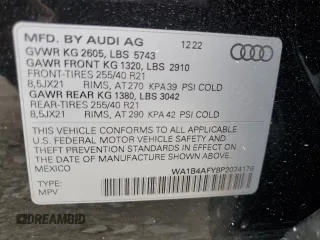 MFD. BY AUDI AG 12/22
GVWR KG 2605, LBS 5743
GAWR FRONT KG 1320, LBS 2910
FRONT-TIRES 255/40 R21
8,5JX21 RIMS, AT 270 KPA 39 PSI COLD
GAWR REAR KG 1380, LBS 3042
REAR-TIRES 255/40 R21
8,5JX21 RIMS, AT 290 KPA 42 PSI COLD
THIS VEHICLE CONFORMS TO ALL APPLICABLE
U.S. FEDERAL MOTOR VEHICLE SAFETY, BUMPER, AND
THEFT PREVENTION STANDARDS IN EFFECT ON THE
DATE OF MANUFACTURE SHOWN ABOVE.
MEXICO WA1B4AFY8P2074176
TYPE:
MPV
DREAMBID